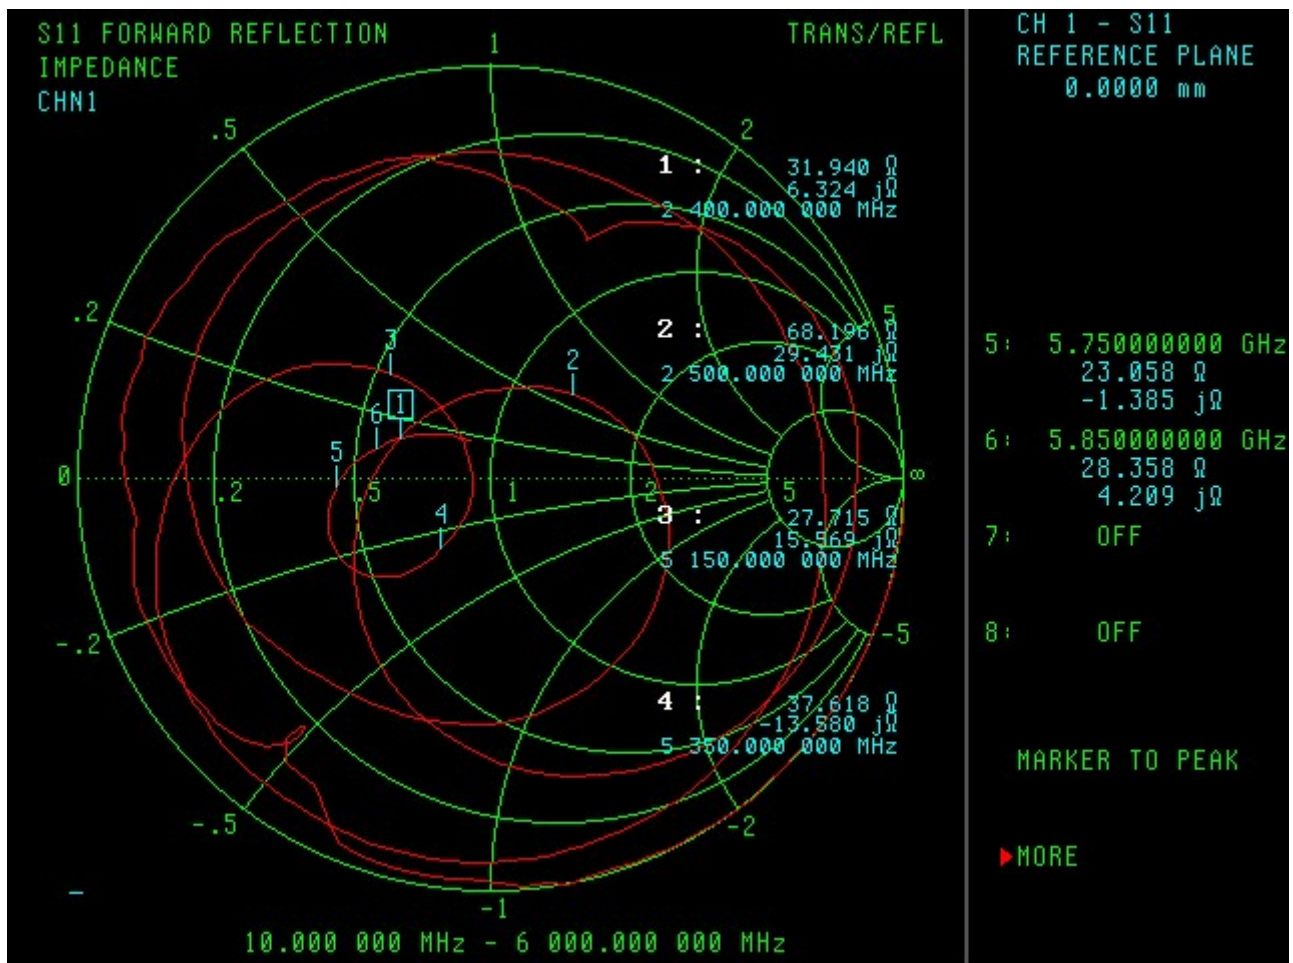 S11 FORWARD REFLECTION
IMPEDANCE
CHN1
TRANS/REFL
1
.5
2
.2
5
0
.2
.5
1
2
5
∞
-.2
-5
-.5
-2
-1
3
2
1
6
5
4
1 :
31.940 Ω
6.324 jΩ
2 400.000 000 MHz
2 :
68.196 Ω
29.431 jΩ
2 500.000 000 MHz
3 :
27.715 Ω
15.569 jΩ
5 150.000 000 MHz
4 :
37.618 Ω
-13.580 jΩ
5 350.000 000 MHz
10.000 000 MHz - 6 000.000 000 MHz
CH 1 - S11
REFERENCE PLANE
0.0000 mm
5: 5.750000000 GHz
23.058 Ω
-1.385 jΩ
6: 5.850000000 GHz
28.358 Ω
4.209 jΩ
7: OFF
8: OFF
MARKER TO PEAK
MORE